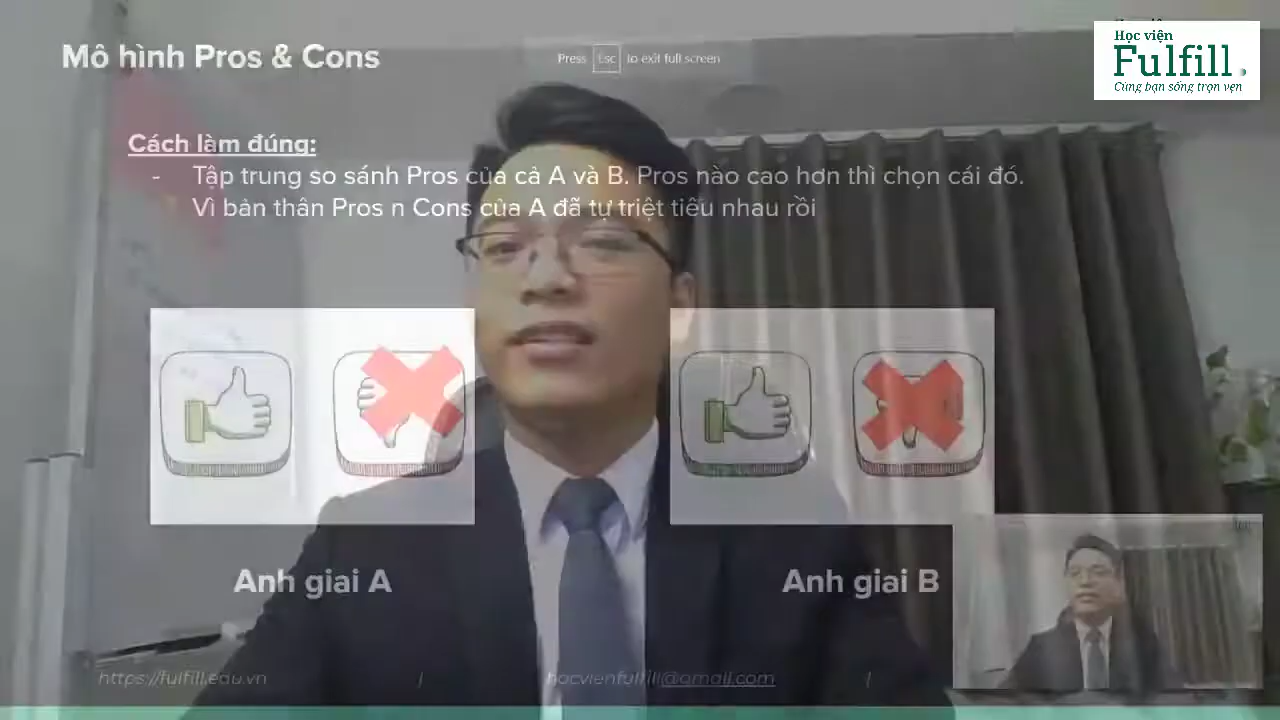 Mô hình Pros & Cons
Press Esc to exit full screen
Học viện
Fulfill.
Cùng bạn sống trọn vẹn
Cách làm đúng:
- Tập trung so sánh Pros của cả A và B. Pros nào cao hơn thì chọn cái đó.
Vì bản thân Pros n Cons của A đã tự triệt tiêu nhau rồi
Anh giai A
Anh giai B
https://fulfill.edu.vn | hocvienfulfill@gmail.com |